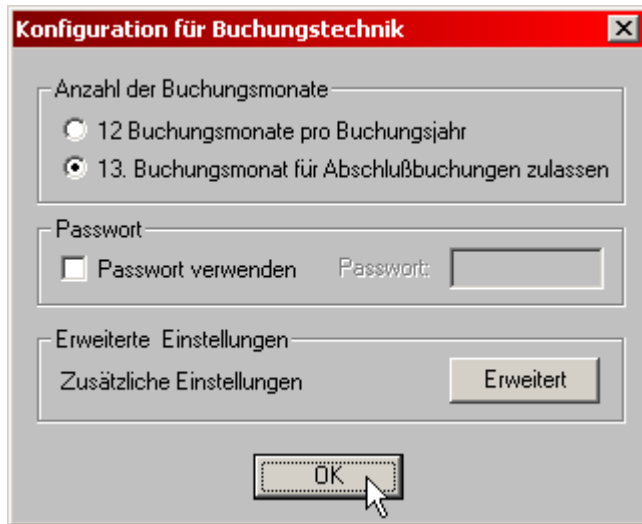 Konfiguration für Buchungstechnik
Anzahl der Buchungsmonate
12 Buchungsmonate pro Buchungsjahr
13. Buchungsmonat für Abschlußbuchungen zulassen
Passwort
Passwort verwenden Passwort:
Erweiterte Einstellungen
Zusätzliche Einstellungen Erweitert
OK